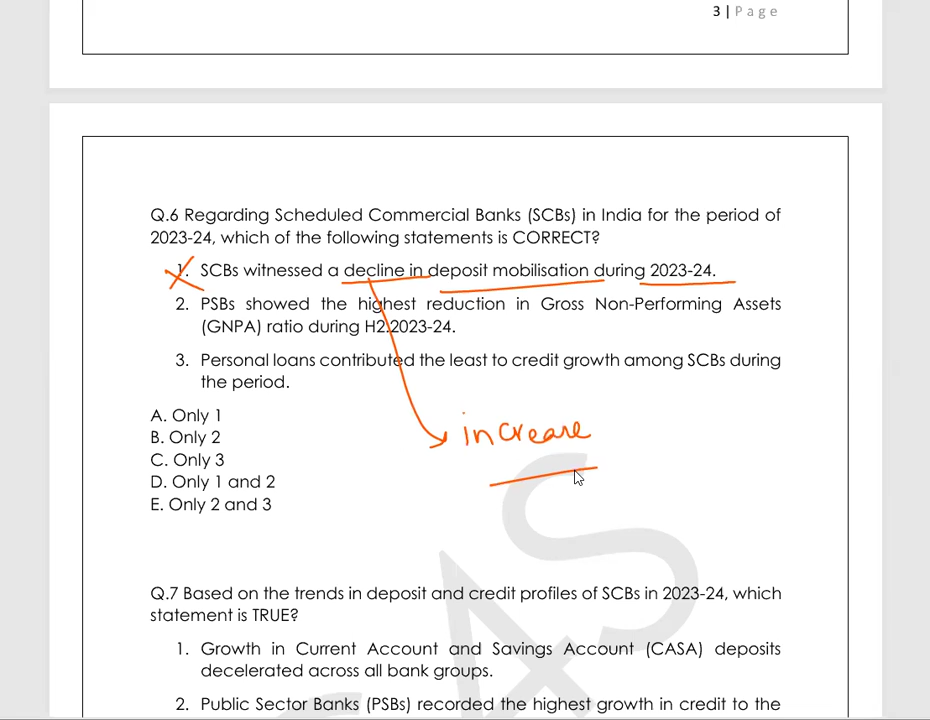 3 | Page
Q.6 Regarding Scheduled Commercial Banks (SCBs) in India for the period of
2023-24, which of the following statements is CORRECT?
1. SCBs witnessed a decline in deposit mobilisation during 2023-24.
2. PSBs showed the highest reduction in Gross Non-Performing Assets
(GNPA) ratio during H2:2023-24.
3. Personal loans contributed the least to credit growth among SCBs during
the period.
A. Only 1
B. Only 2
increase
C. Only 3
D. Only 1 and 2
E. Only 2 and 3
Q.7 Based on the trends in deposit and credit profiles of SCBs in 2023-24, which
statement is TRUE?
1. Growth in Current Account and Savings Account (CASA) deposits
decelerated across all bank groups.
2. Public Sector Banks (PSBs) recorded the highest growth in credit to the